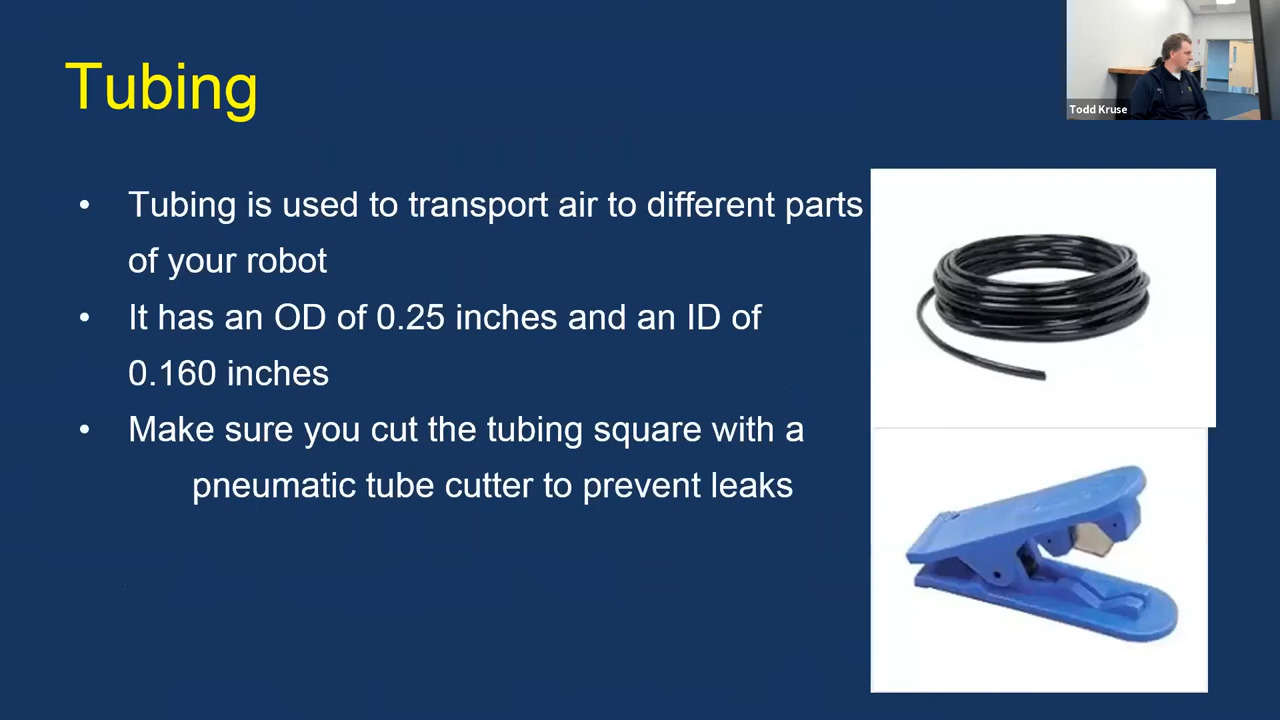 Tubing
Todd Kruse
• Tubing is used to transport air to different parts
of your robot
• It has an OD of 0.25 inches and an ID of
0.160 inches
• Make sure you cut the tubing square with a
pneumatic tube cutter to prevent leaks